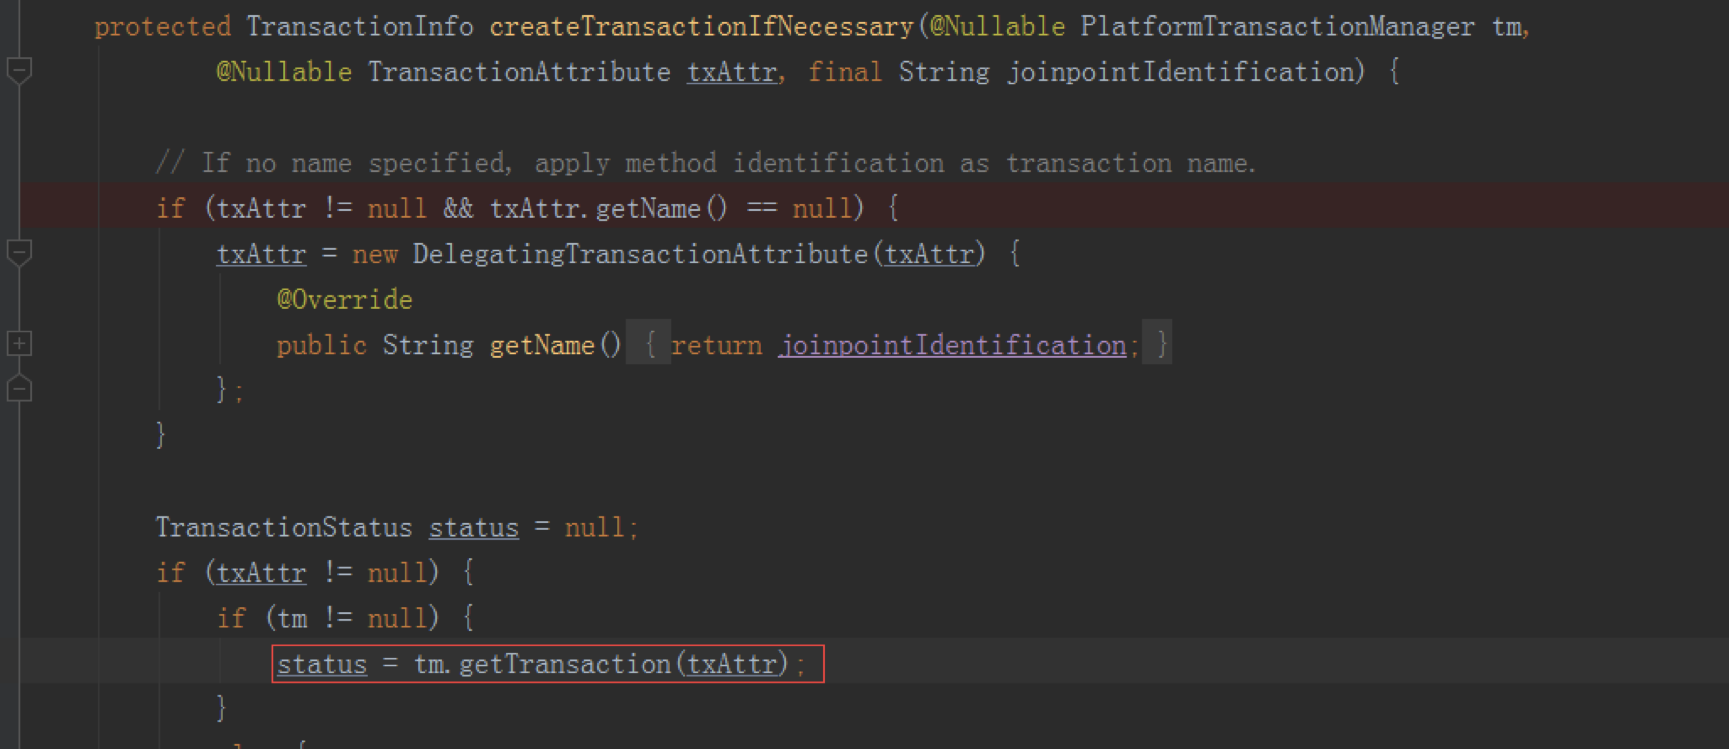 protected TransactionInfo createTransactionIfNecessary(@Nullable PlatformTransactionManager tm,
@Nullable TransactionAttribute txAttr, final String joinpointIdentification) {
// If no name specified, apply method identification as transaction name.
if (txAttr != null && txAttr.getName() == null) {
txAttr = new DelegatingTransactionAttribute(txAttr) {
@Override
public String getName() { return joinpointIdentification; }
};
}
TransactionStatus status = null;
if (txAttr != null) {
if (tm != null) {
status = tm.getTransaction(txAttr);
}